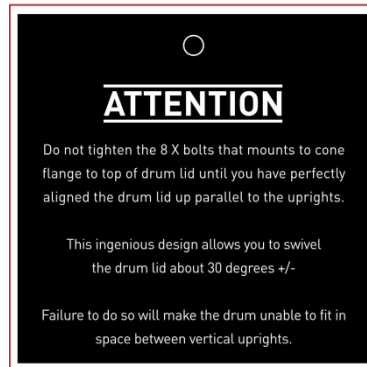 ATTENTION
Do not tighten the 8 X bolts that mounts to cone
flange to top of drum lid until you have perfectly
aligned the drum lid up parallel to the uprights.
This ingenious design allows you to swivel
the drum lid about 30 degrees +/-
Failure to do so will make the drum unable to fit in
space between vertical uprights.